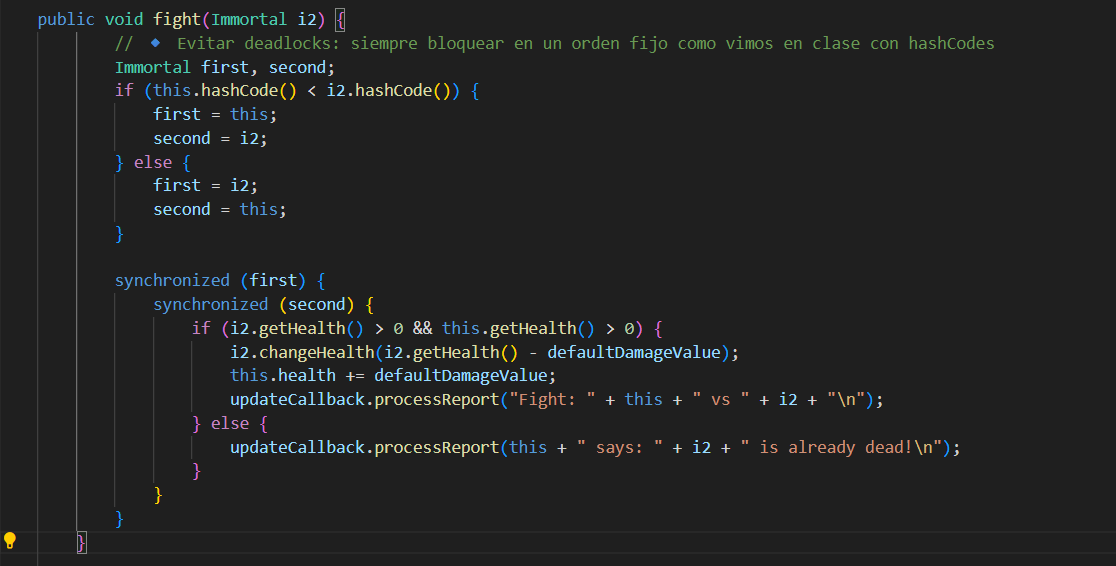 public void fight(Immortal i2) {
// 🔹 Evitar deadlocks: siempre bloquear en un orden fijo como vimos en clase con hashCodes
Immortal first, second;
if (this.hashCode() < i2.hashCode()) {
first = this;
second = i2;
} else {
first = i2;
second = this;
}
synchronized (first) {
synchronized (second) {
if (i2.getHealth() > 0 && this.getHealth() > 0) {
i2.changeHealth(i2.getHealth() - defaultDamageValue);
this.health += defaultDamageValue;
updateCallback.processReport("Fight: " + this + " vs " + i2 + "\n");
} else {
updateCallback.processReport(this + " says: " + i2 + " is already dead!\n");
}
}
}
}